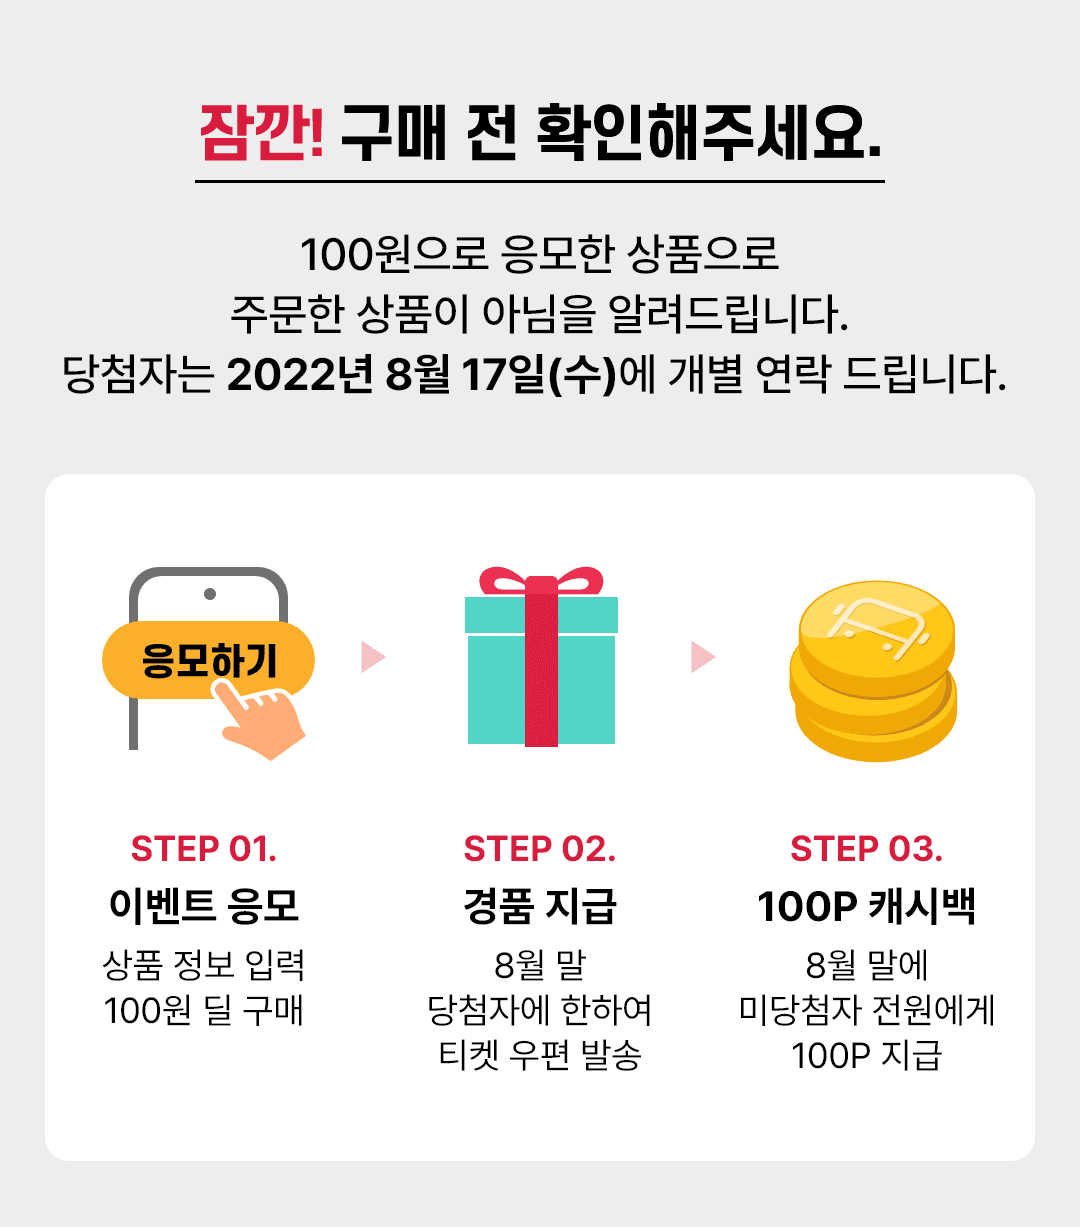 잠깐! 구매 전 확인해주세요.
100원으로 응모한 상품으로
주문한 상품이 아님을 알려드립니다.
당첨자는 2022년 8월 17일(수)에 개별 연락 드립니다.
응모하기
STEP 01.
이벤트 응모
상품 정보 입력
100원 딜 구매
STEP 02.
경품 지급
8월 말
당첨자에 한하여
티켓 우편 발송
STEP 03.
100P 캐시백
8월 말에
미당첨자 전원에게
100P 지급